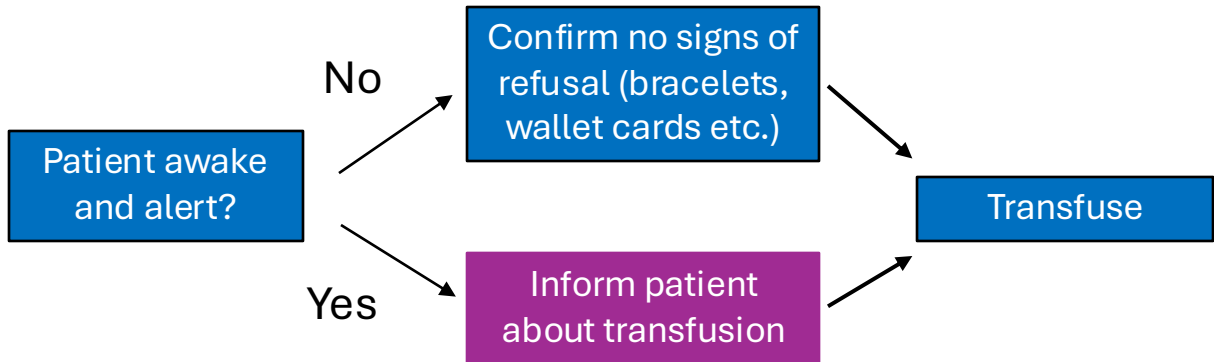 Patient awake
and alert?
No
Confirm no signs of
refusal (bracelets,
wallet cards etc.)
Yes
Inform patient
about transfusion
Transfuse